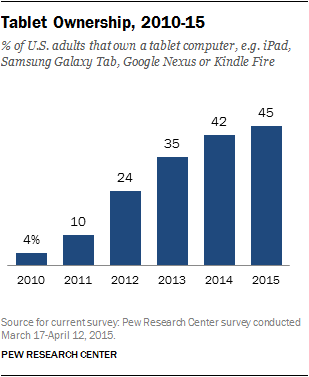 Tablet Ownership, 2010-15
% of U.S. adults that own a tablet computer, e.g. iPad,
Samsung Galaxy Tab, Google Nexus or Kindle Fire
4%
10
24
35
42
45
2010 2011 2012 2013 2014 2015
Source for current survey: Pew Research Center survey conducted
March 17-April 12, 2015.
PEW RESEARCH CENTER